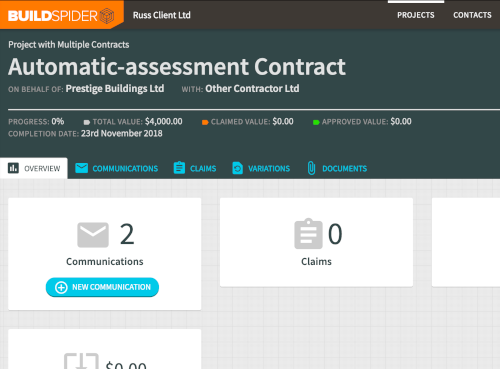 BUILDSPIDER Russ Client Ltd PROJECTS CONTACTS
Project with Multiple Contracts
Automatic-assessment Contract
ON BEHALF OF: Prestige Buildings Ltd WITH: Other Contractor Ltd
PROGRESS: 0% TOTAL VALUE: $4,000.00 CLAIMED VALUE: $0.00 APPROVED VALUE: $0.00
COMPLETION DATE: 23rd November 2018
OVERVIEW COMMUNICATIONS CLAIMS VARIATIONS DOCUMENTS
2 0
Communications Claims
NEW COMMUNICATION
$0.00